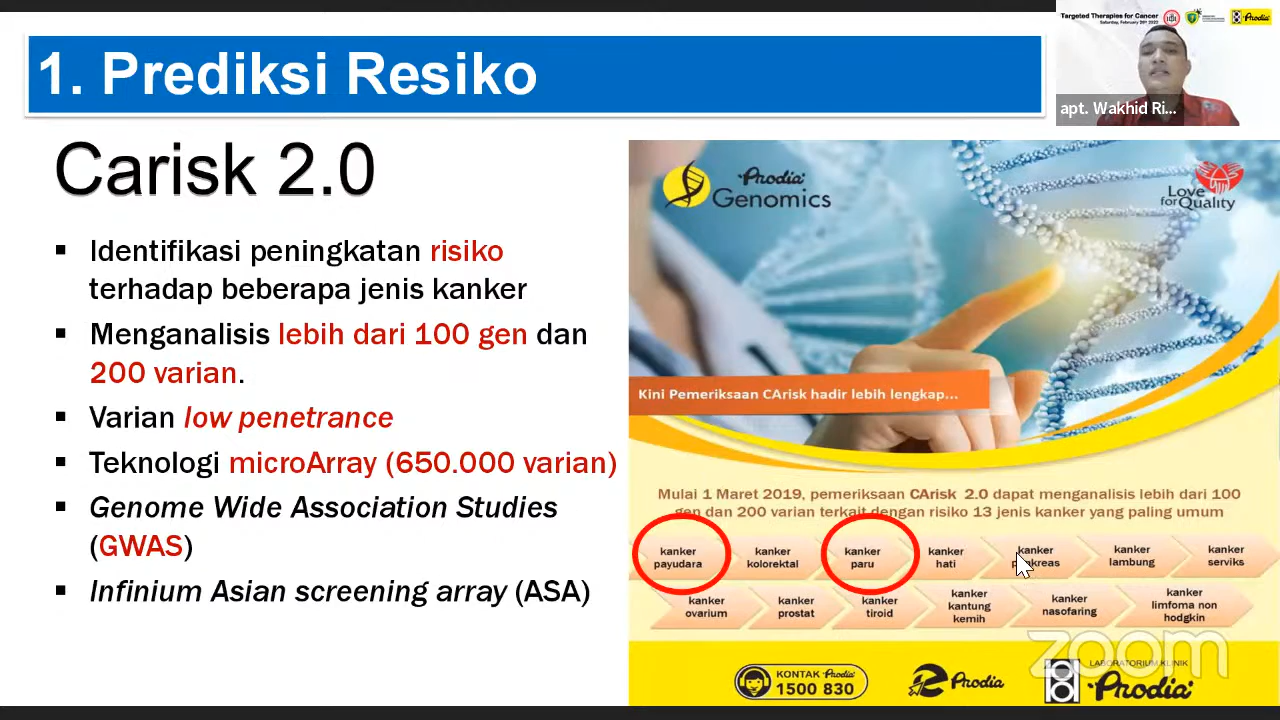 1. Prediksi Resiko
Carisk 2.0
▪ Identifikasi peningkatan risiko
terhadap beberapa jenis kanker
▪ Menganalisis lebih dari 100 gen dan
200 varian.
▪ Varian low penetrance
▪ Teknologi microArray (650.000 varian)
▪ Genome Wide Association Studies
(GWAS)
▪ Infinium Asian screening array (ASA)
Targeted Therapies for Cancer
Prodia
apt. Wakhid Ri...
Prodia
Genomics
Love
for Quality
Kini Pemeriksaan CArisk hadir lebih lengkap...
Mulai 1 Maret 2019, pemeriksaan CArisk 2.0 dapat menganalisis lebih dari 100
gen dan 200 varian terkait dengan risiko 13 jenis kanker yang paling umum
kanker
payudara
kanker
kolorektal
kanker
paru
kanker
hati
kanker
kanker
lambung
kanker
serviks
kanker
ovarium
kanker
prostat
kanker
tiroid
kanker
kantung
kemih
kanker
nasofaring
kanker
limfoma non
hodgkin
zoom
KONTAK Prodia
1500 830
Prodia
LABORATORIUM KLINIK
Prodia